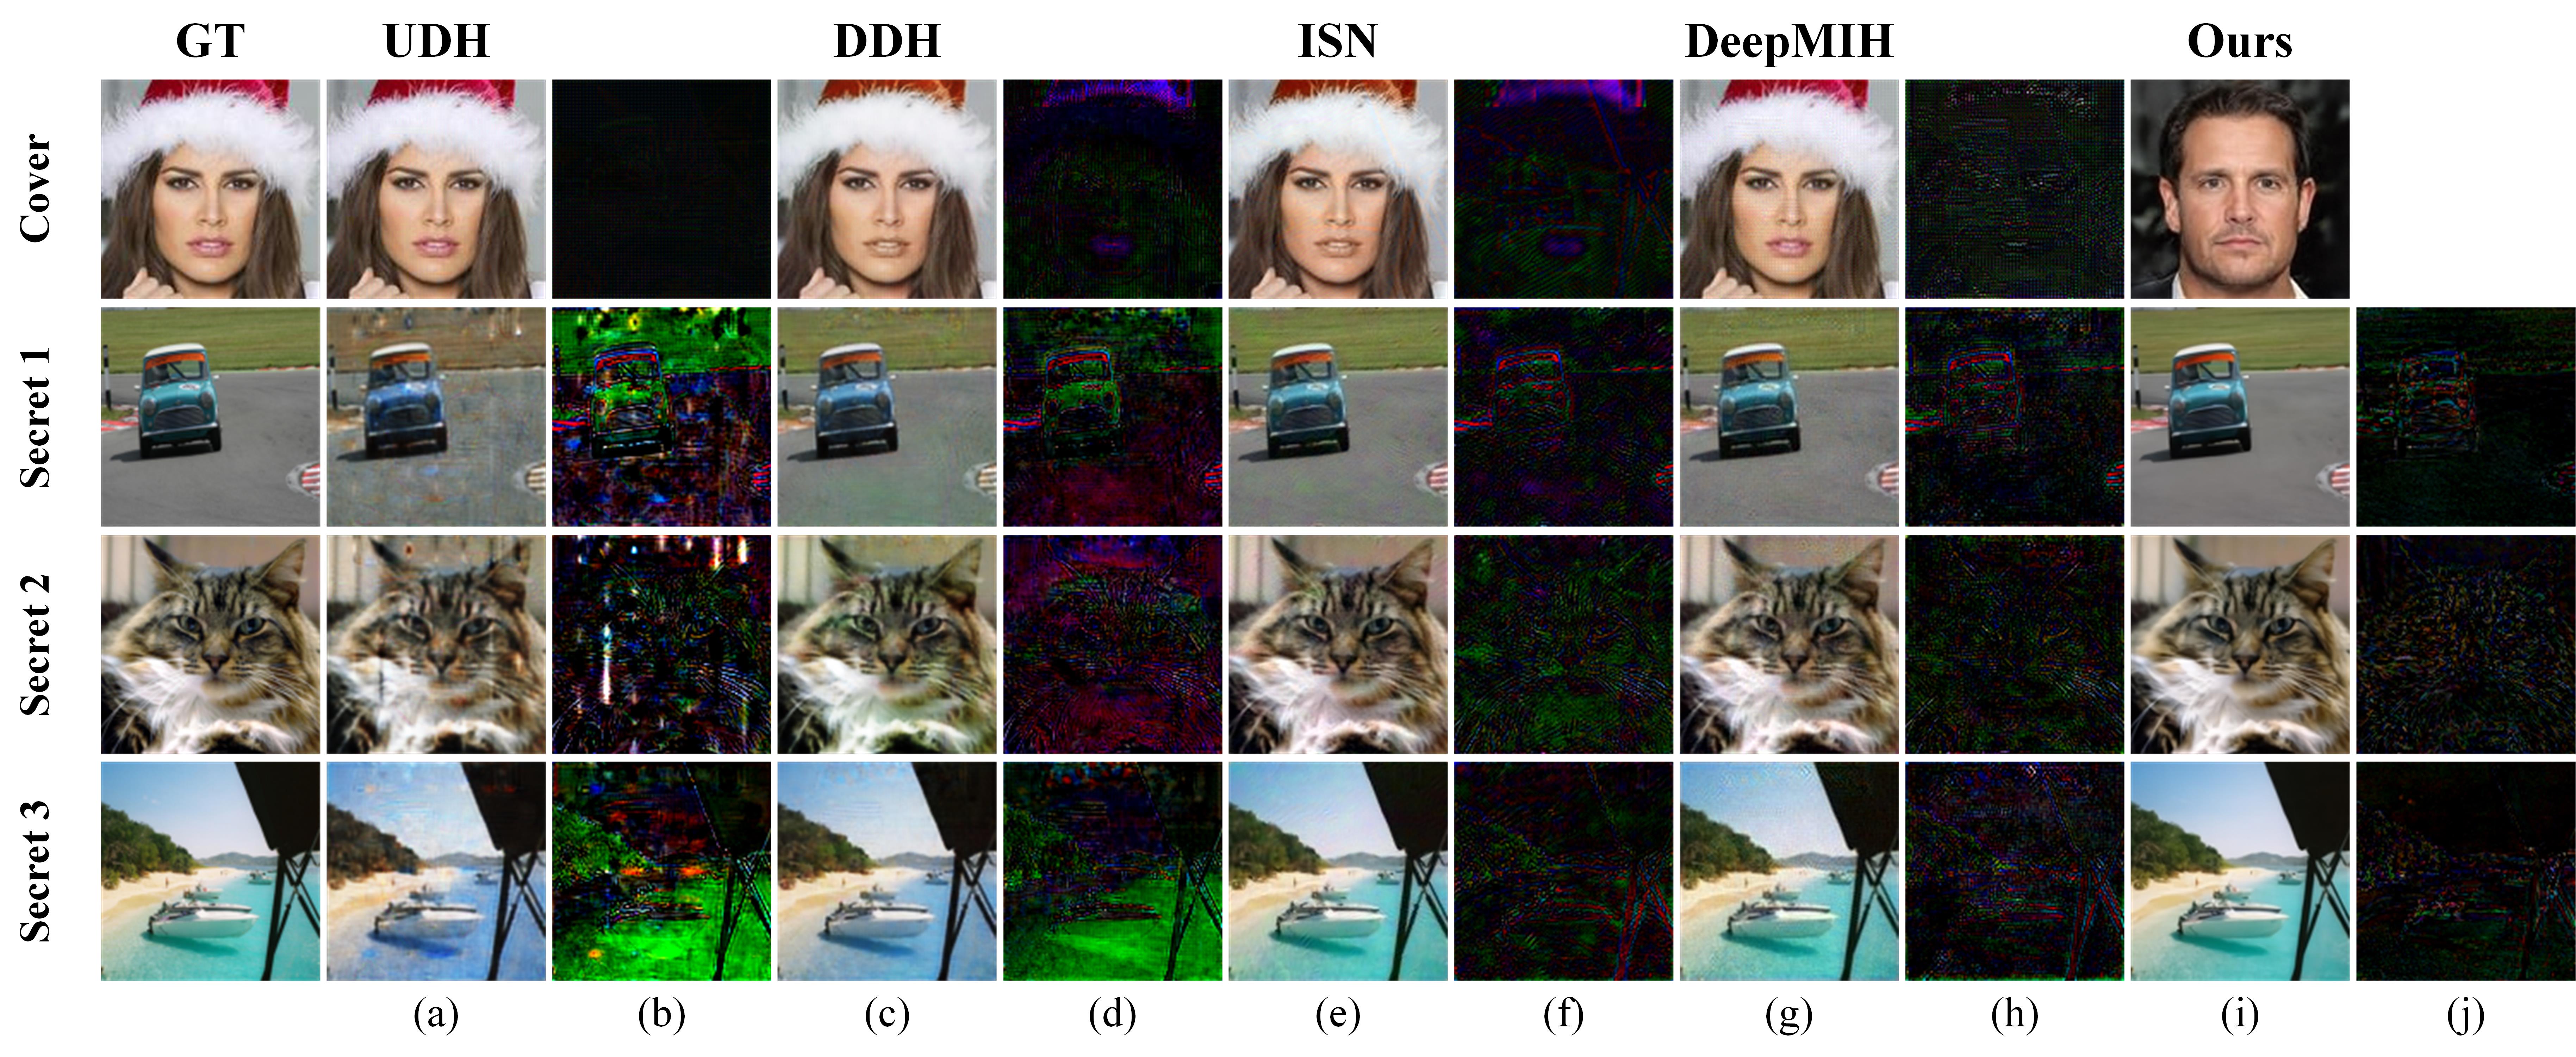 GT UDH DDH ISN DeepMIH Ours
Cover
Secret 1
Secret 2
Secret 3
(a) (b) (c) (d) (e) (f) (g) (h) (i) (j)